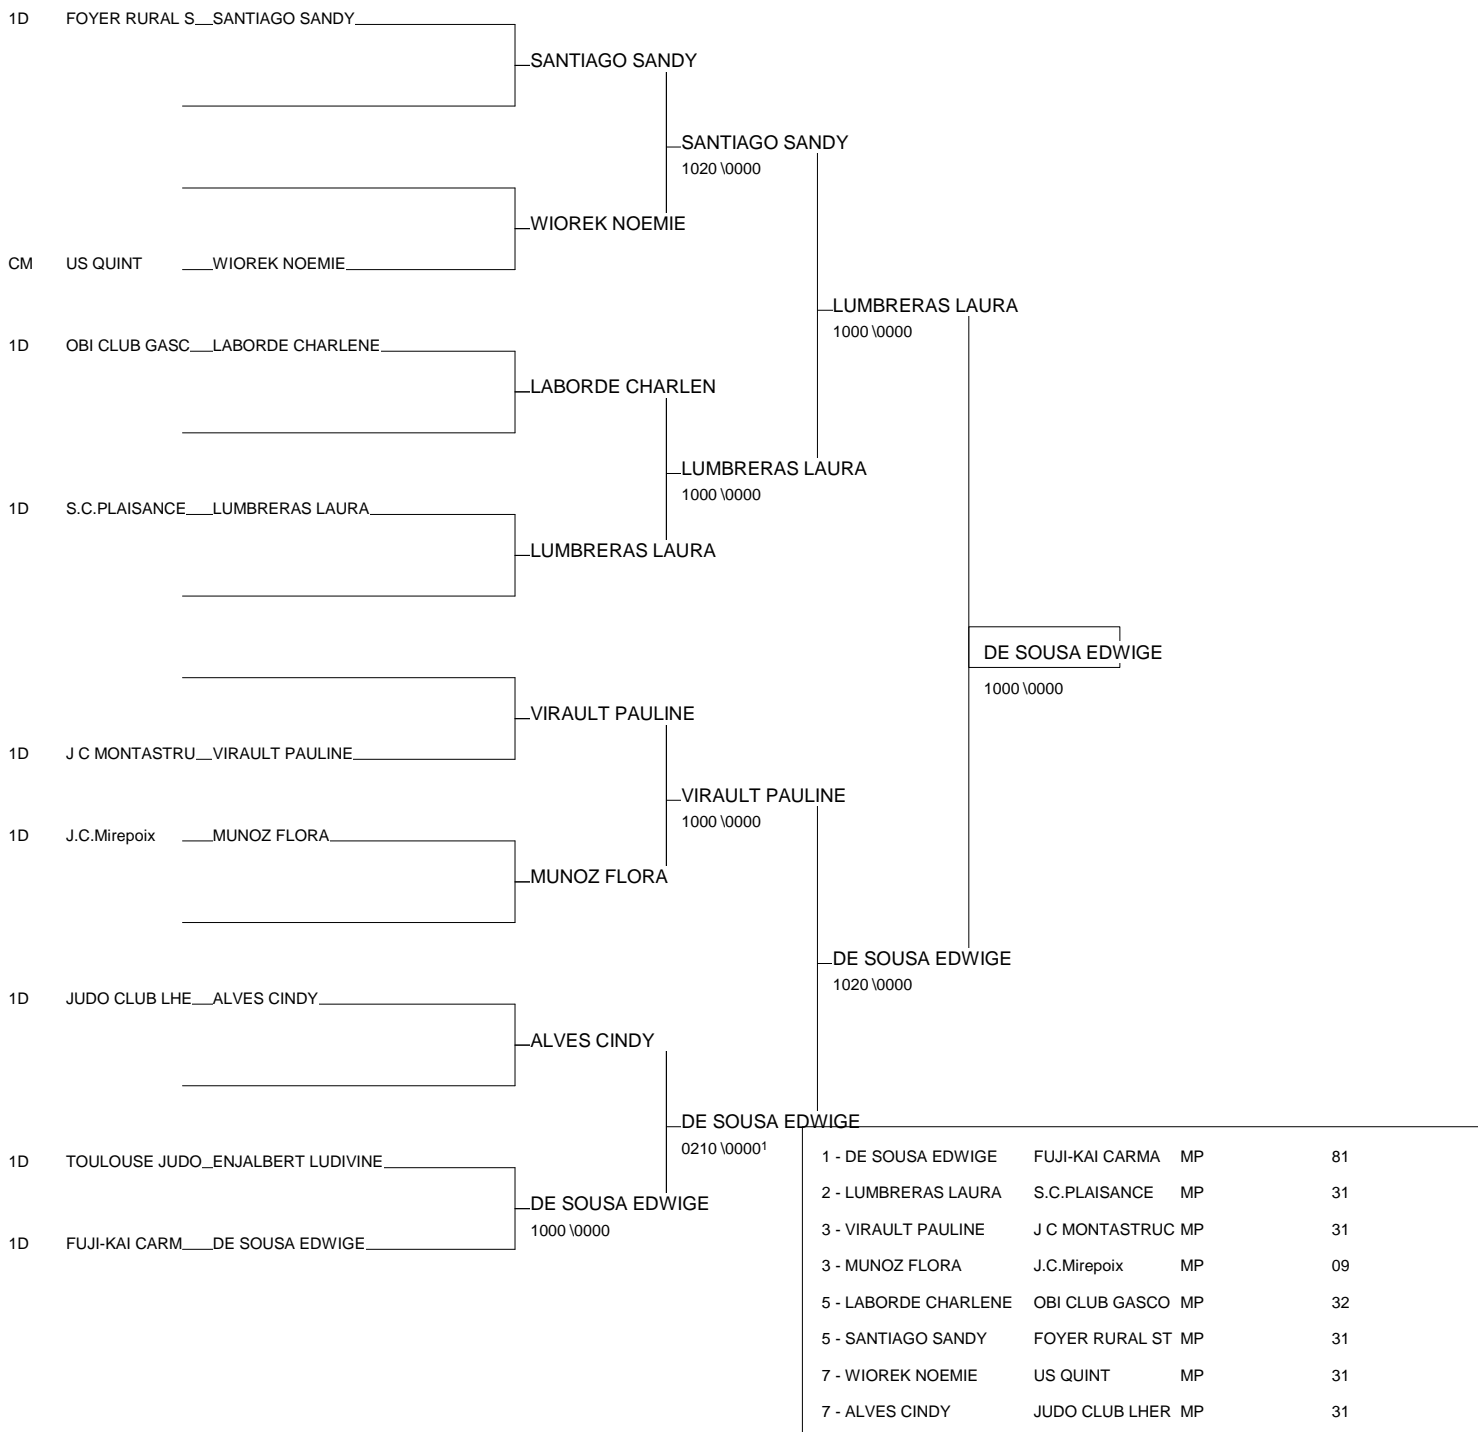 1D FOYER RURAL S SANTIAGO SANDY
SANTIAGO SANDY
SANTIAGO SANDY
1020 \0000
WIOREK NOEMIE
CM US QUINT WIOREK NOEMIE
LUMBRERAS LAURA
1000 \0000
1D OBI CLUB GASC LABORDE CHARLENE
LABORDE CHARLEN
LUMBRERAS LAURA
1000 \0000
1D S.C.PLAISANCE LUMBRERAS LAURA
LUMBRERAS LAURA
DE SOUSA EDWIGE
1000 \0000
VIRAULT PAULINE
1D J C MONTASTRU VIRAULT PAULINE
VIRAULT PAULINE
1000 \0000
1D J.C.Mirepoix MUNOZ FLORA
MUNOZ FLORA
DE SOUSA EDWIGE
1020 \0000
1D JUDO CLUB LHE ALVES CINDY
ALVES CINDY
DE SOUSA EDWIGE
0210 \0000¹
1D TOULOUSE JUDO ENJALBERT LUDIVINE
DE SOUSA EDWIGE
1000 \0000
1D FUJI-KAI CARM DE SOUSA EDWIGE
1 - DE SOUSA EDWIGE FUJI-KAI CARMA MP 81
2 - LUMBRERAS LAURA S.C.PLAISANCE MP 31
3 - VIRAULT PAULINE J C MONTASTRUC MP 31
3 - MUNOZ FLORA J.C.Mirepoix MP 09
5 - LABORDE CHARLENE OBI CLUB GASCO MP 32
5 - SANTIAGO SANDY FOYER RURAL ST MP 31
7 - WIOREK NOEMIE US QUINT MP 31
7 - ALVES CINDY JUDO CLUB LHER MP 31